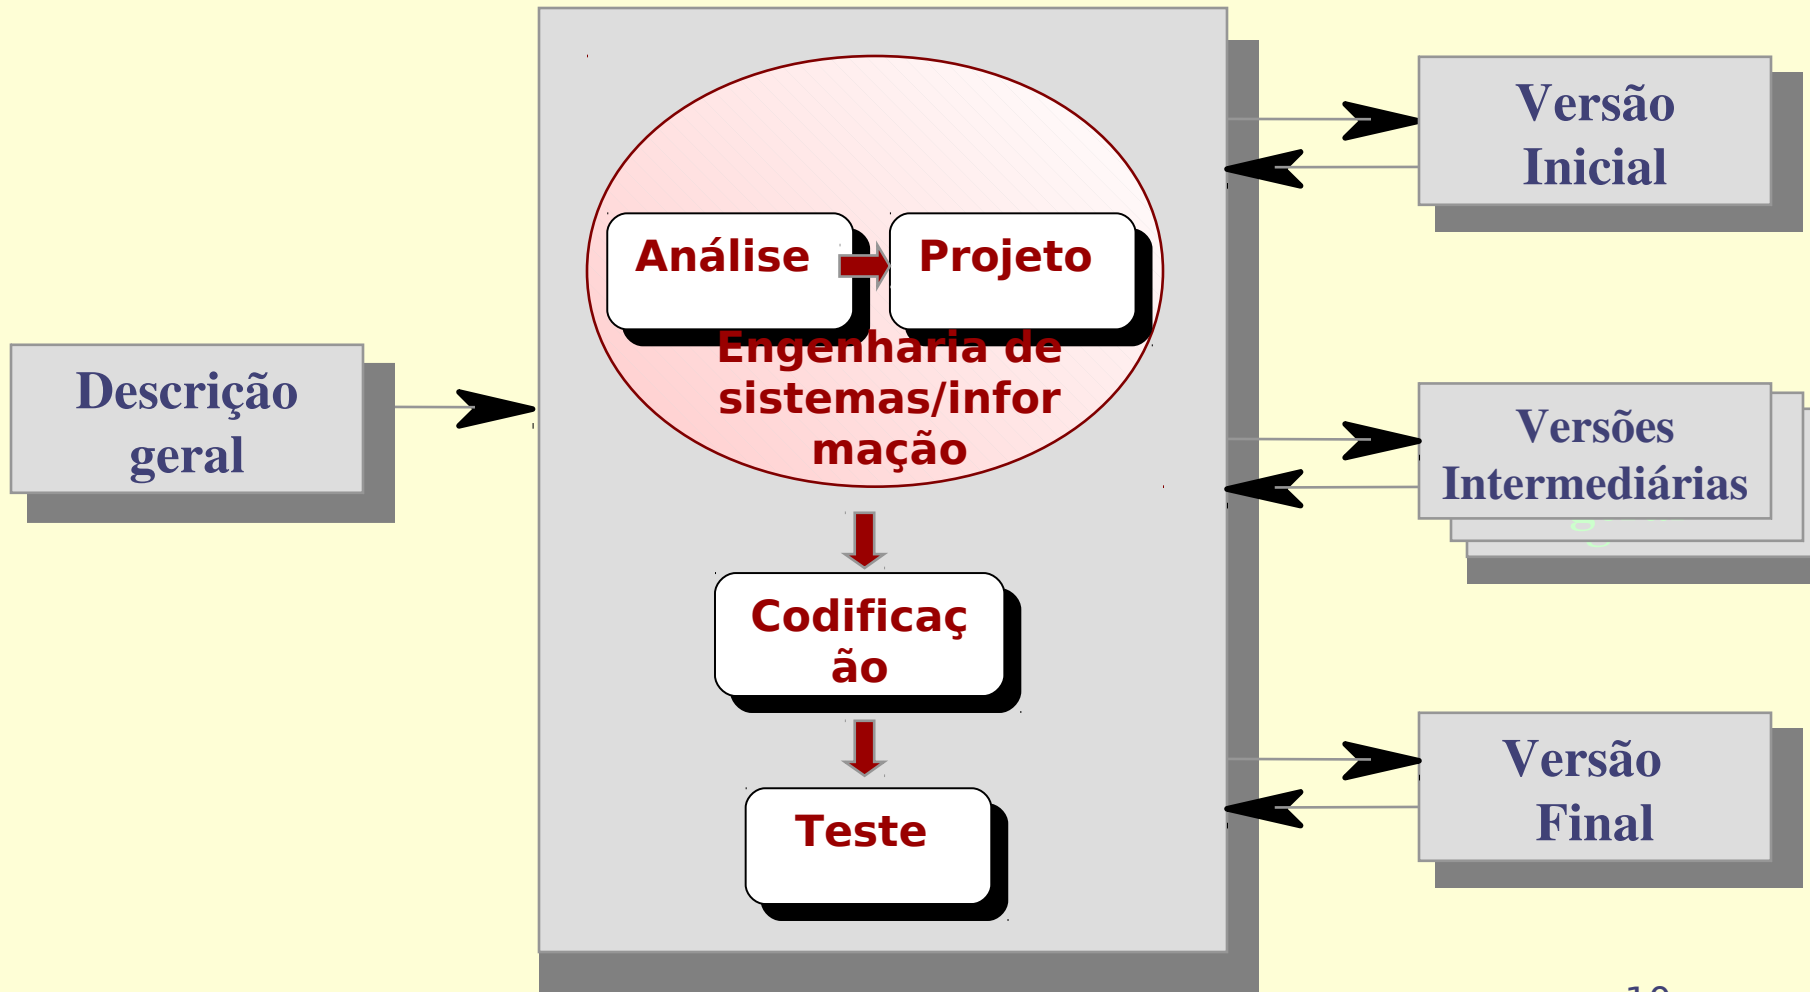 Descrição
geral
Análise
Projeto
Engenharia de
sistemas/infor
mação
Codificaç
ão
Teste
Versão
Inicial
Versões
Intermediárias
Versão
Final